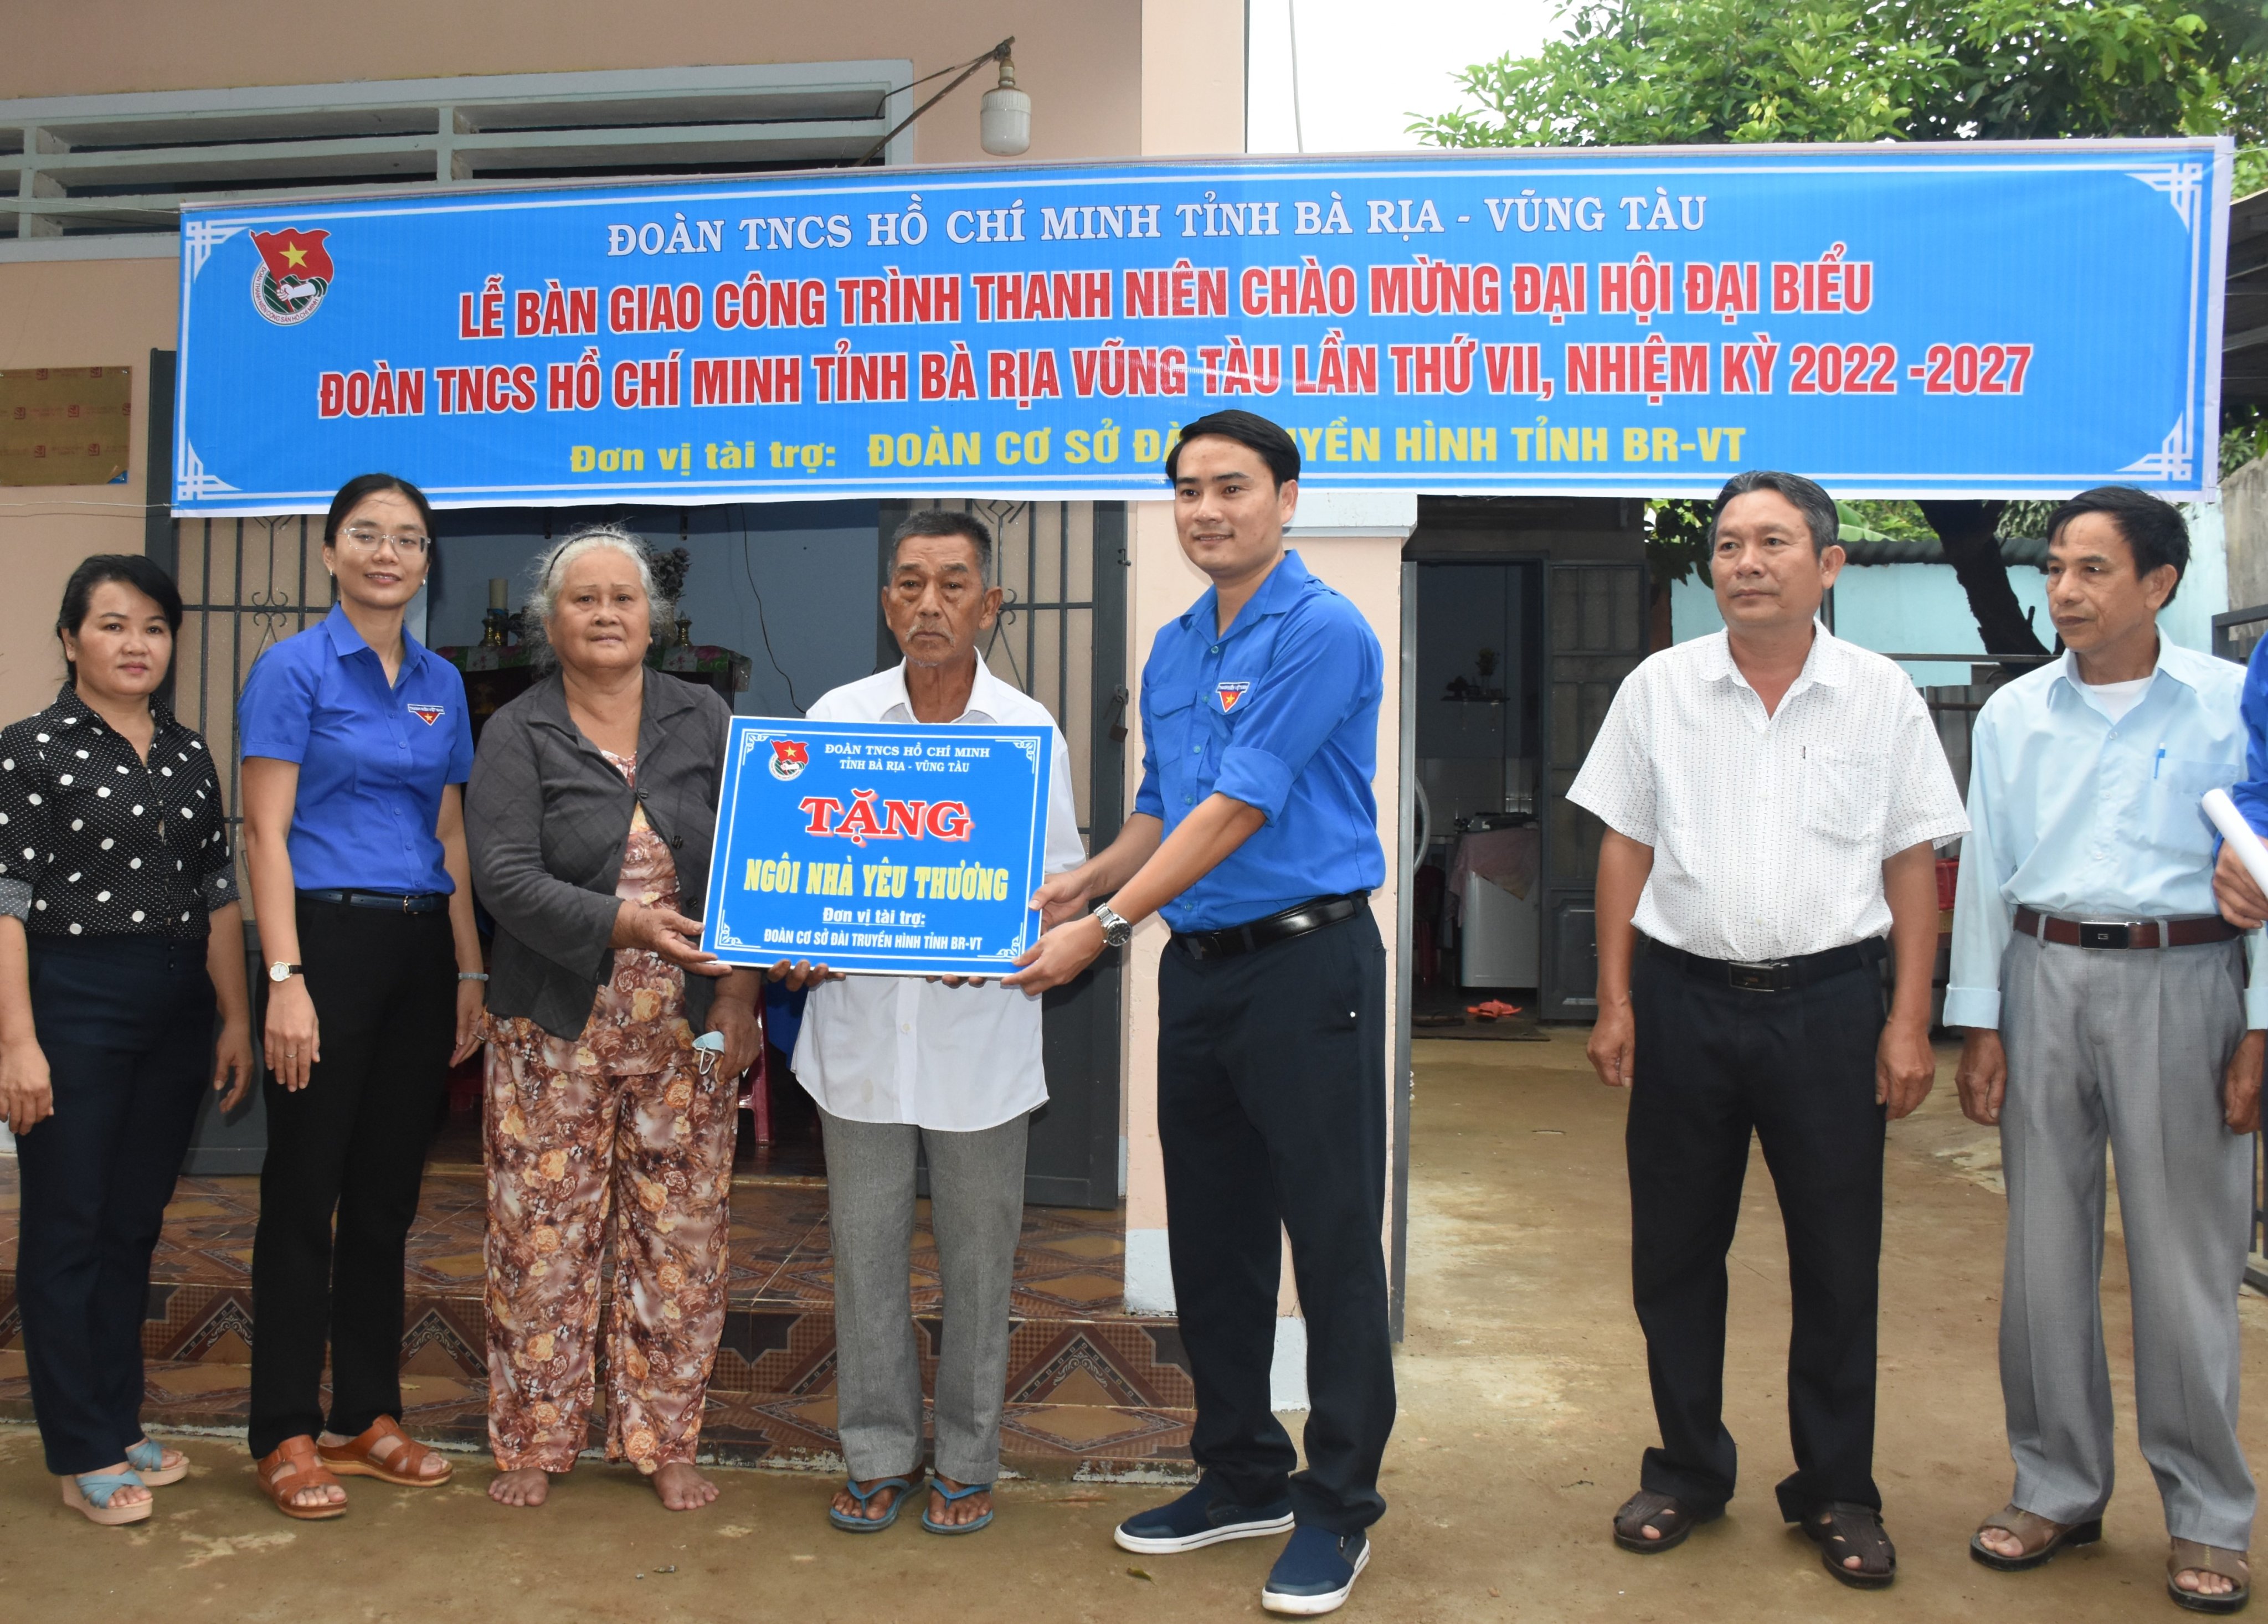 ĐOÀN TNCS HỒ CHÍ MINH TỈNH BÀ RỊA - VŨNG TÀU
LỄ BÀN GIAO CÔNG TRÌNH THANH NIÊN CHÀO MỪNG ĐẠI HỘI ĐẠI BIỂU
ĐOÀN TNCS HỒ CHÍ MINH TỈNH BÀ RỊA VŨNG TÀU LẦN THỨ VII, NHIỆM KỲ 2022 -2027
Đơn vị tài trợ: ĐOÀN CƠ SỞ HÌNH TỈNH BR-VT
ĐOÀN TNCS HỒ CHÍ MINH
TỈNH BÀ RỊA - VŨNG TÀU
TẶNG
NGÔI NHÀ YÊU THƯƠNG
Đơn vị tài trợ:
ĐOÀN CƠ SỞ ĐÀI TRUYỀN HÌNH TỈNH BR-VT